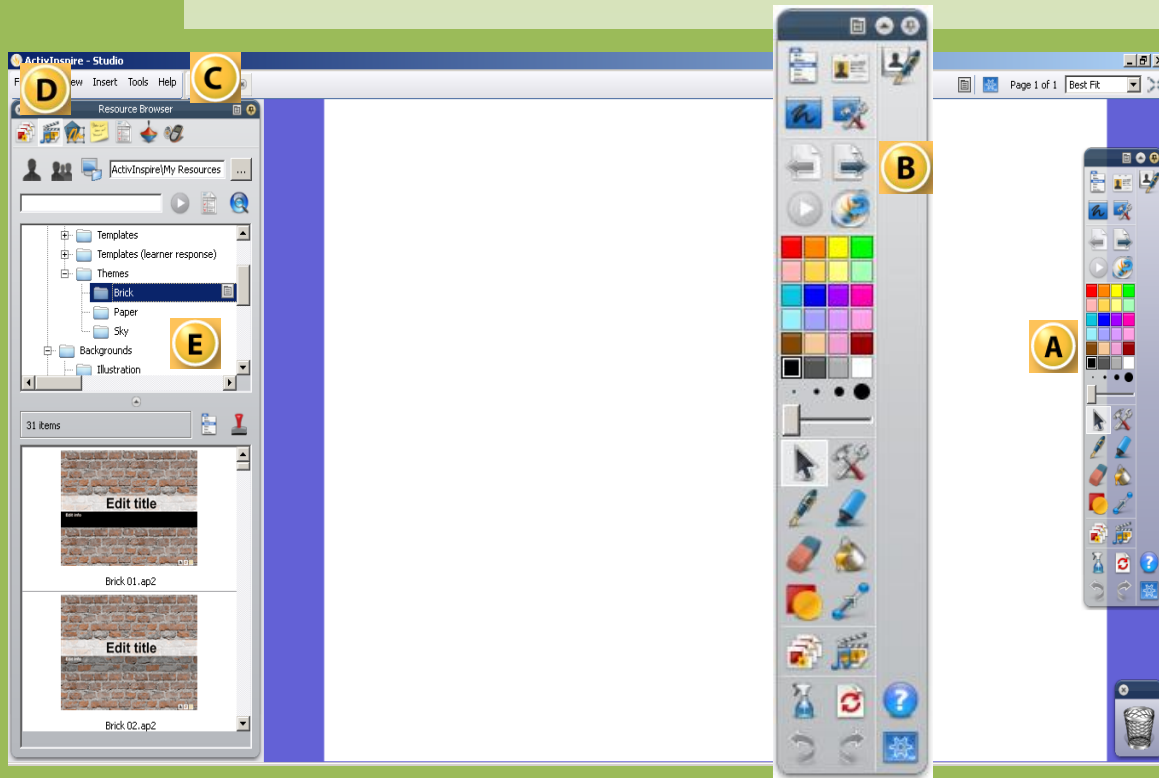 ActivInspire - Studio
D
C
F ew Insert Tools Help
Page 1 of 1 Best Fit
Resource Browser
ActivInspire\My Resources ...
B
Templates
Templates (learner response)
Themes
Brick
Paper
Sky
E
Backgrounds
Illustration
A
31 items
Edit title
Brick 01.ap2
Edit title
Brick 02.ap2
?
?